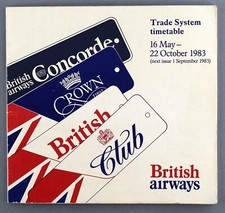 Trade System
timetable
16 May–
22 October 1983
(next issue 1 September 1983)
British
airways
Concorde
CROWN
British
Club
British
airways